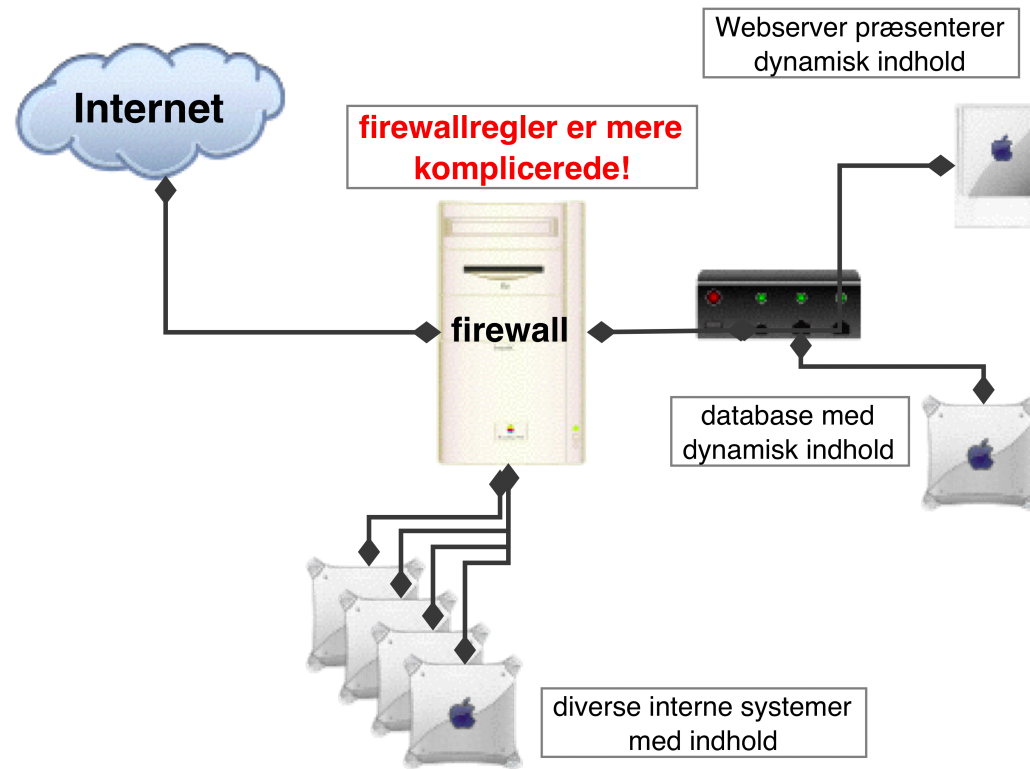 Webserver præsenterer
dynamisk indhold
Internet
firewallregler er mere
komplicerede!
firewall
database med
dynamisk indhold
diverse interne systemer
med indhold